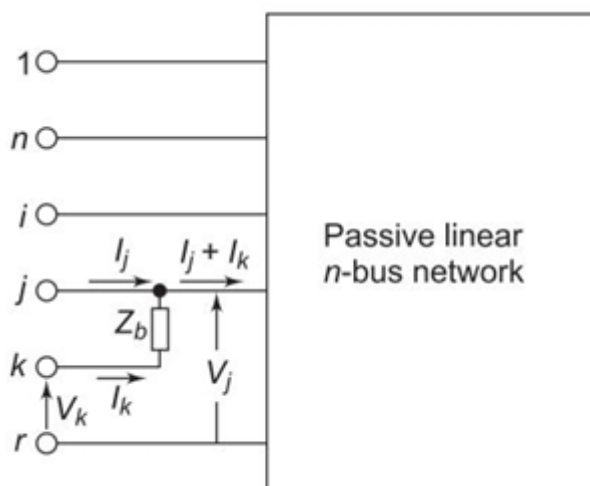 1
n
i
I_j I_j + I_k
j
Z_b
k
V_j
I_k
V_k
r
Passive linear
n-bus network